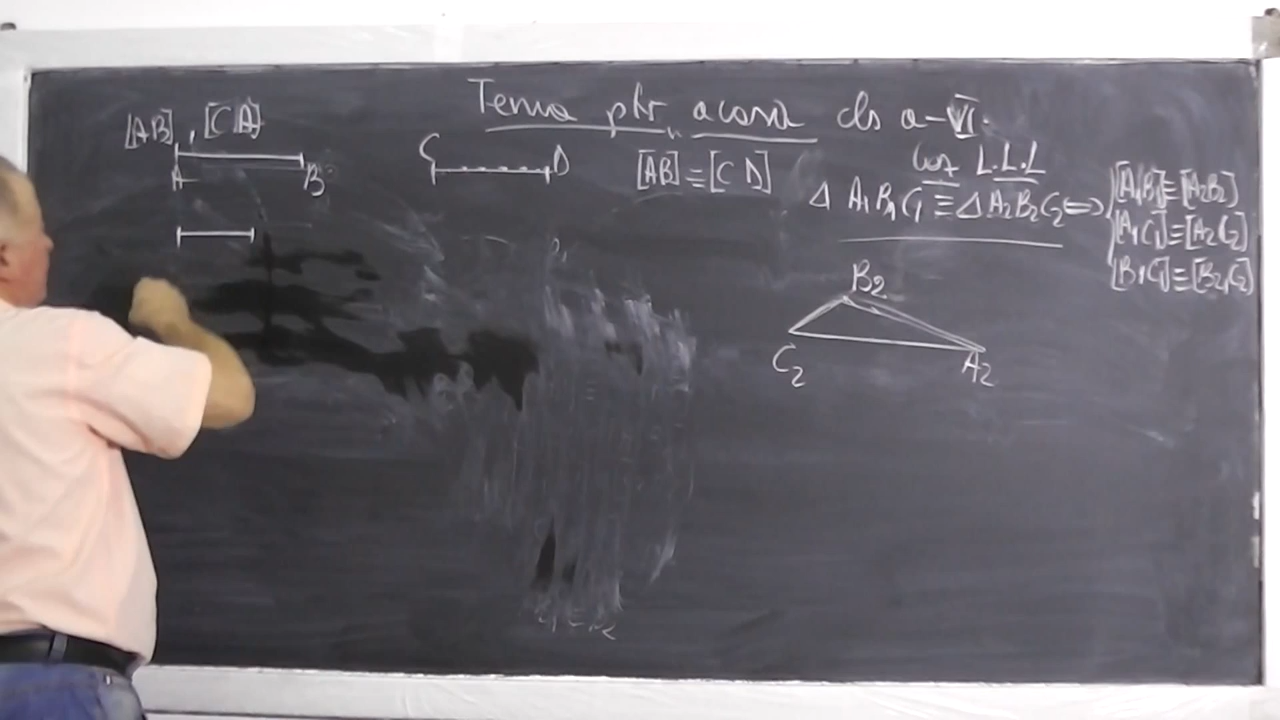 Tema ptr acasă cls a-VI.
[AB], [CD]
A B
C D
[AB] ≡ [CD]
Caz L.L.L
Δ A₁B₁C₁ ≡ Δ A₂B₂C₂ ⟺
[A₁B₁] ≡ [A₂B₂]
[A₁C₁] ≡ [A₂C₂]
[B₁C₁] ≡ [B₂C₂]
B₂
C₂ A₂